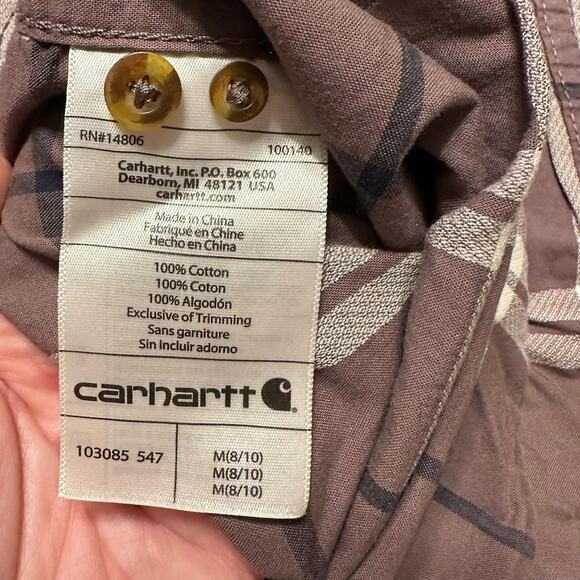 RN#14806 100140
Carhartt, Inc. P.O. Box 600
Dearborn, MI 48121 USA
carhartt.com
Made in China
Fabriqué en Chine
Hecho en China
100% Cotton
100% Coton
100% Algodón
Exclusive of Trimming
Sans garniture
Sin Incluir adorno
carhartt
103085 547
M(8/10)
M(8/10)
M(8/10)